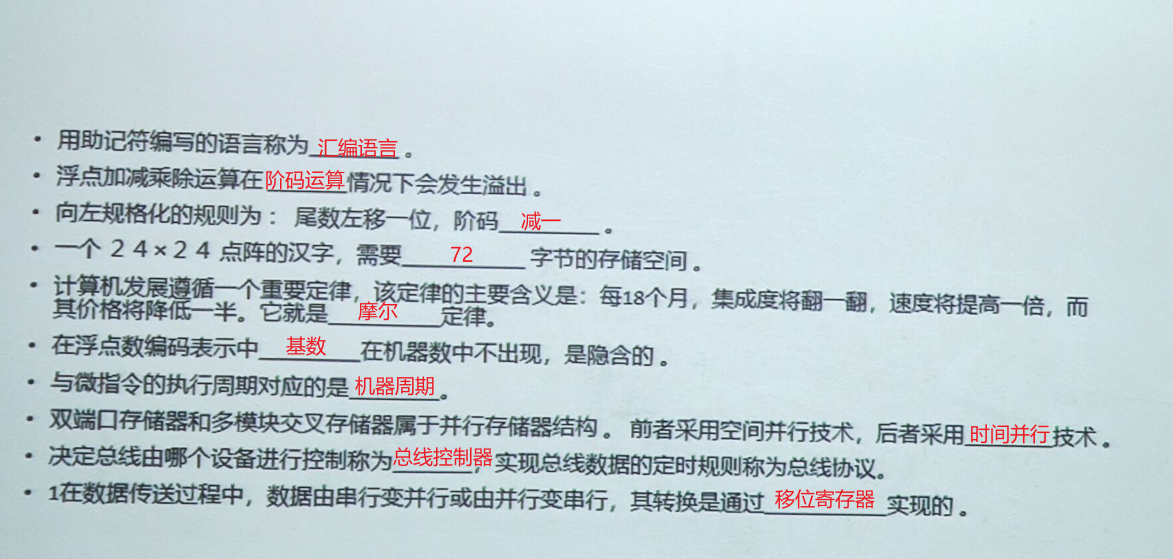 • 用助记符编写的语言称为 汇编语言 。
• 浮点加减乘除运算在 阶码运算 情况下会发生溢出 。
• 向左规格化的规则为： 尾数左移一位，阶码 减一 。
• 一个 24×24 点阵的汉字，需要 72 字节的存储空间 。
• 计算机发展遵循一个重要定律，该定律的主要含义是：每18个月，集成度将翻一翻，速度将提高一倍，而
其价格将降低一半。它就是 摩尔 定律。
• 在浮点数编码表示中 基数 在机器数中不出现，是隐含的 。
• 与微指令的执行周期对应的是 机器周期 。
• 双端口存储器和多模块交叉存储器属于并行存储器结构 。 前者采用空间并行技术，后者采用 时间并行 技术 。
• 决定总线由哪个设备进行控制称为 总线控制器 ，实现总线数据的定时规则称为总线协议。
• 1在数据传送过程中，数据由串行变并行或由并行变串行，其转换是通过 移位寄存器 实现的 。